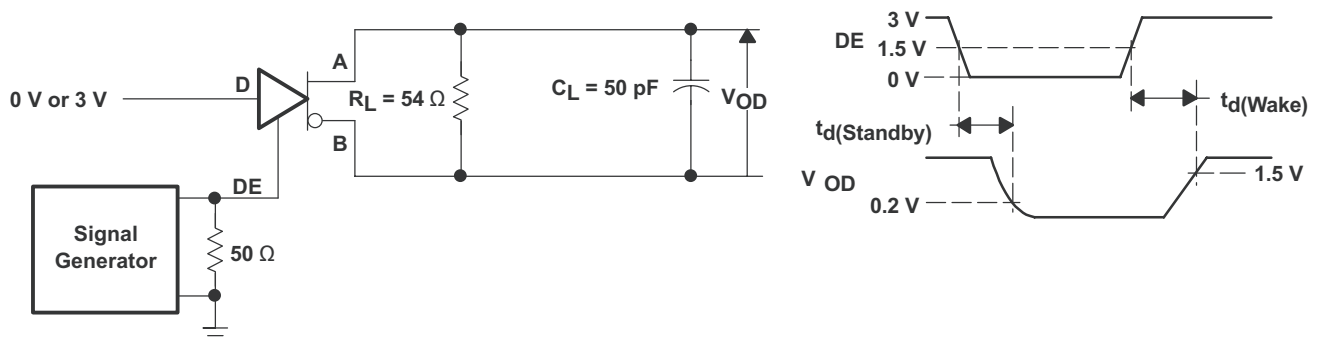 0 V or 3 V
D
A
B
DE
R_L = 54 Ω
C_L = 50 pF
V_OD
Signal
Generator
50 Ω
3 V
DE
1.5 V
0 V
t_d(Standby)
t_d(Wake)
V_OD
0.2 V
1.5 V